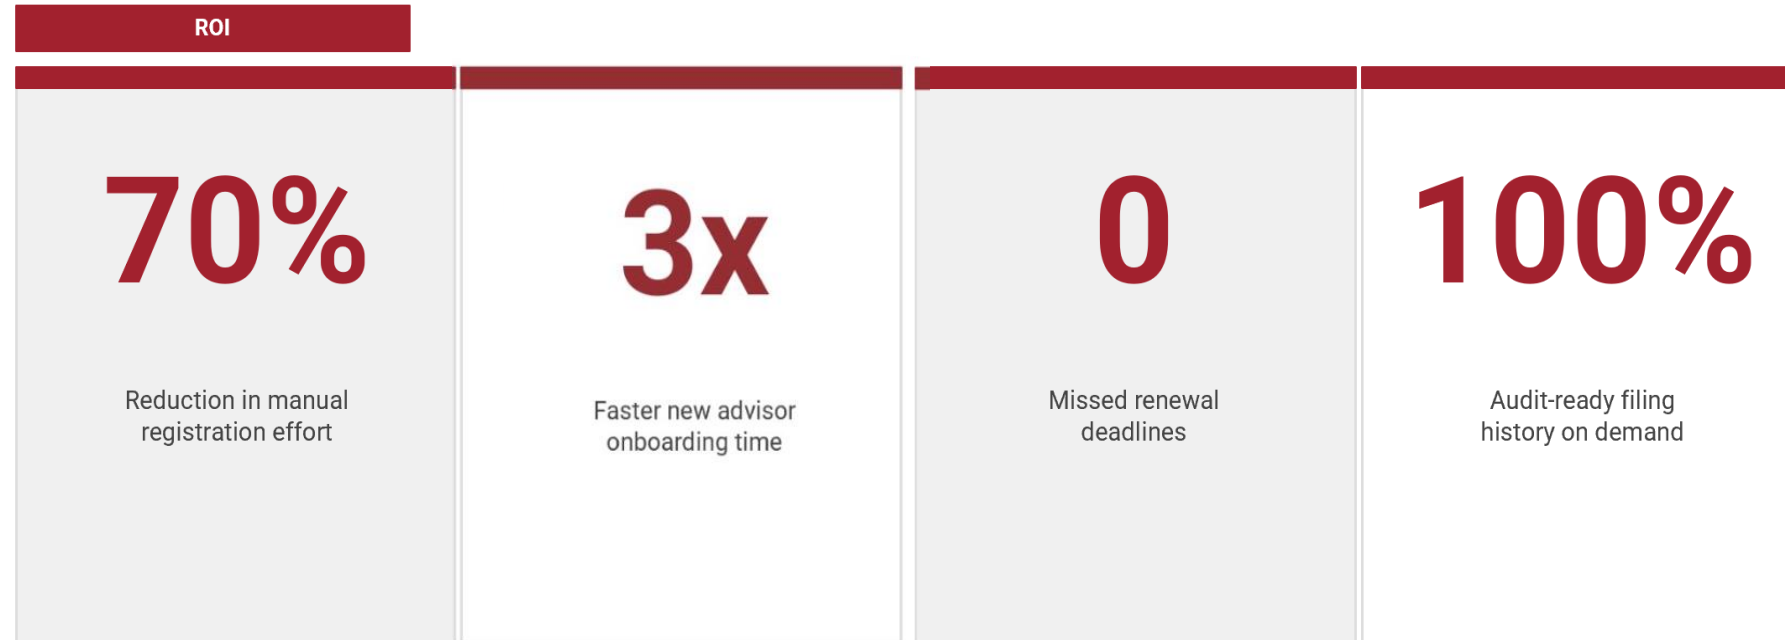 ROI
70%
Reduction in manual
registration effort
3x
Faster new advisor
onboarding time
0
Missed renewal
deadlines
100%
Audit-ready filing
history on demand